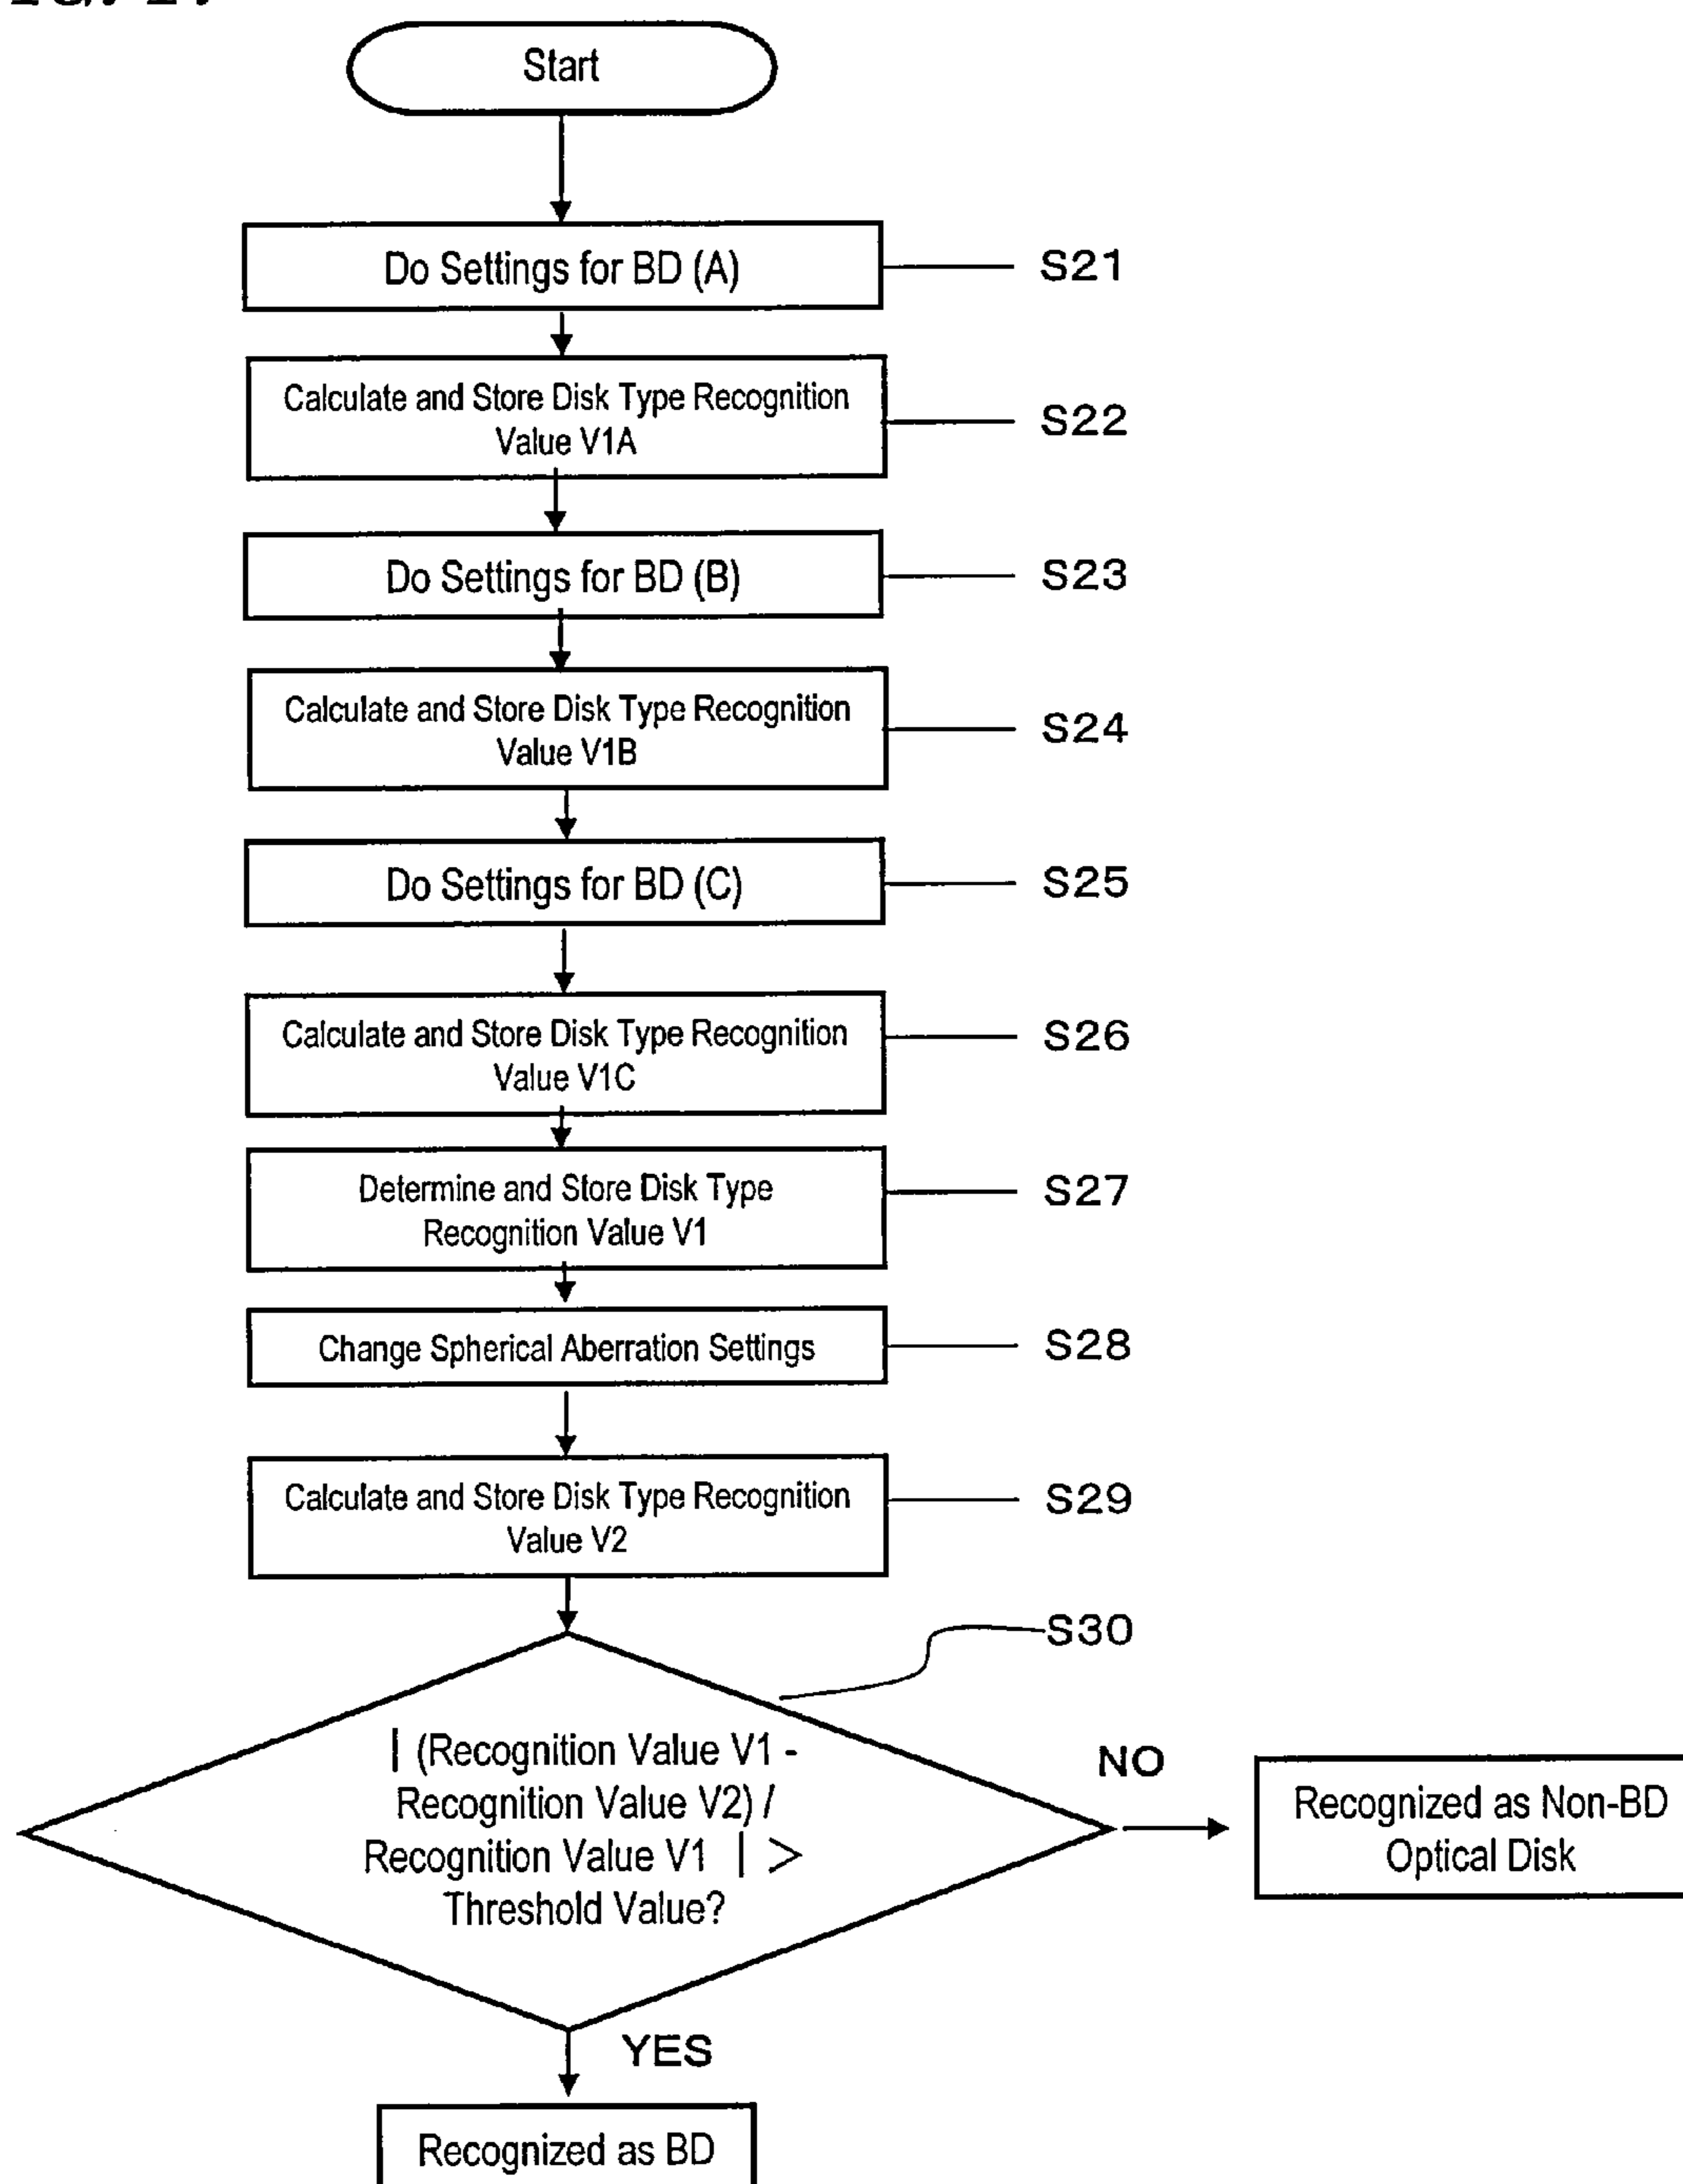 Start
Do Settings for BD (A)
S21
Calculate and Store Disk Type Recognition
Value V1A
S22
Do Settings for BD (B)
S23
Calculate and Store Disk Type Recognition
Value V1B
S24
Do Settings for BD (C)
S25
Calculate and Store Disk Type Recognition
Value V1C
S26
Determine and Store Disk Type
Recognition Value V1
S27
Change Spherical Aberration Settings
S28
Calculate and Store Disk Type Recognition
Value V2
S29
S30
| (Recognition Value V1 -
Recognition Value V2) /
Recognition Value V1 | >
Threshold Value?
NO
Recognized as Non-BD
Optical Disk
YES
Recognized as BD